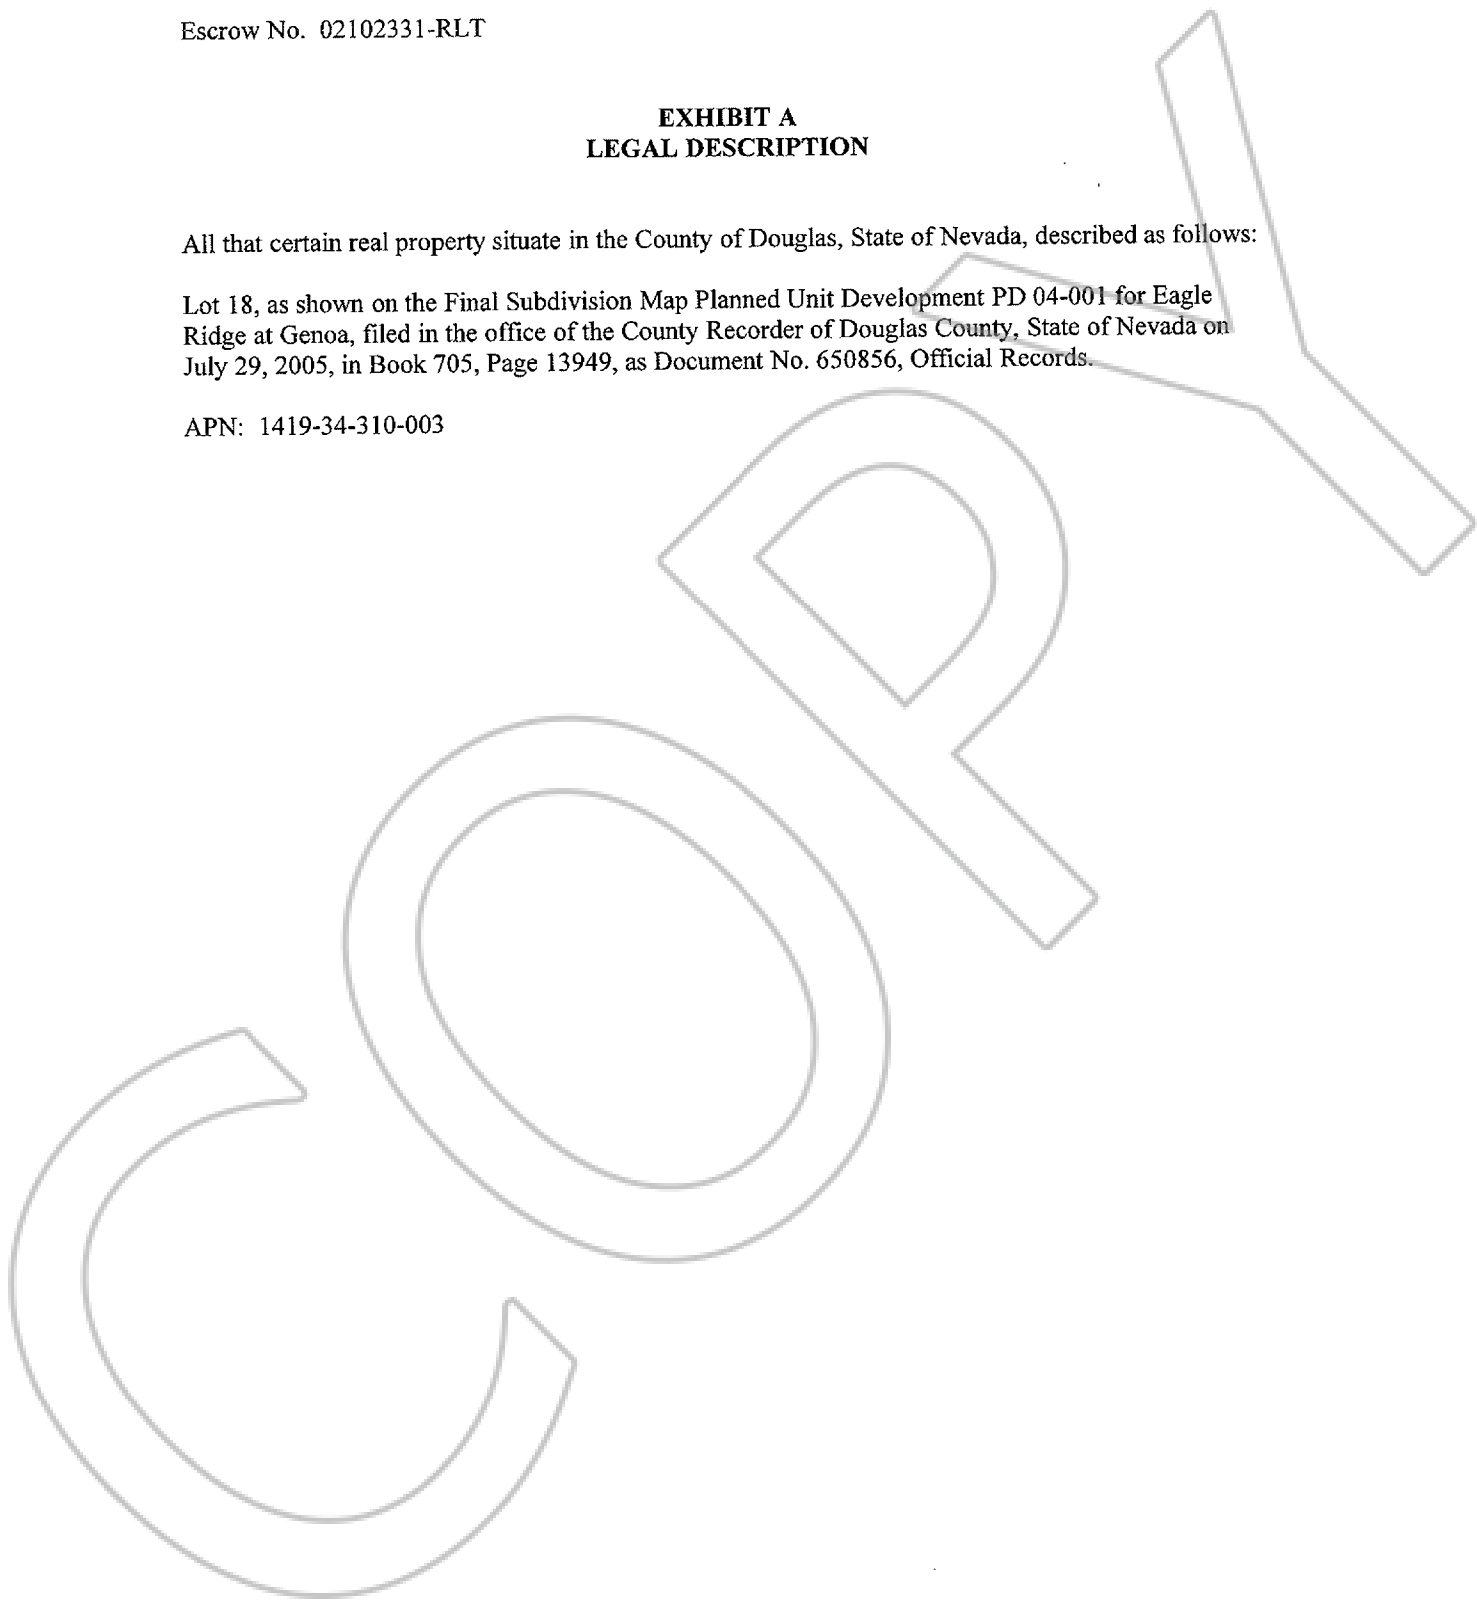 Escrow No. 02102331-RLT
EXHIBIT A
LEGAL DESCRIPTION
All that certain real property situate in the County of Douglas, State of Nevada, described as follows:
Lot 18, as shown on the Final Subdivision Map Planned Unit Development PD 04-001 for Eagle
Ridge at Genoa, filed in the office of the County Recorder of Douglas County, State of Nevada on
July 29, 2005, in Book 705, Page 13949, as Document No. 650856, Official Records.
APN: 1419-34-310-003
COPY